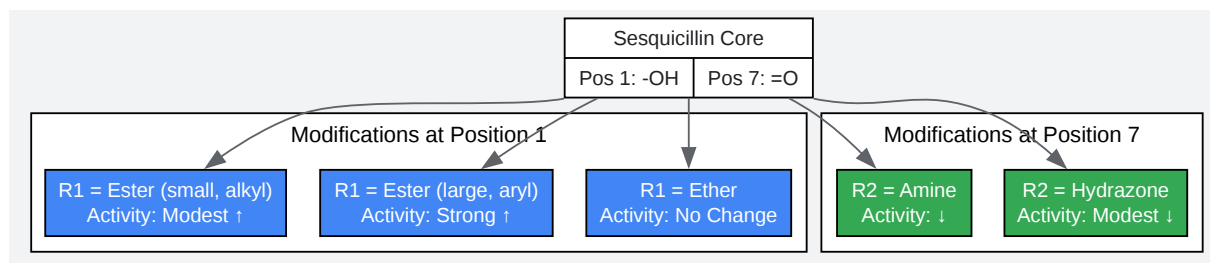 Sesquicillin Core
Pos 1: -OH
Pos 7: =O
Modifications at Position 1
Modifications at Position 7
R1 = Ester (small, alkyl)
Activity: Modest ↑
R1 = Ester (large, aryl)
Activity: Strong ↑
R1 = Ether
Activity: No Change
R2 = Amine
Activity: ↓
R2 = Hydrazone
Activity: Modest ↓